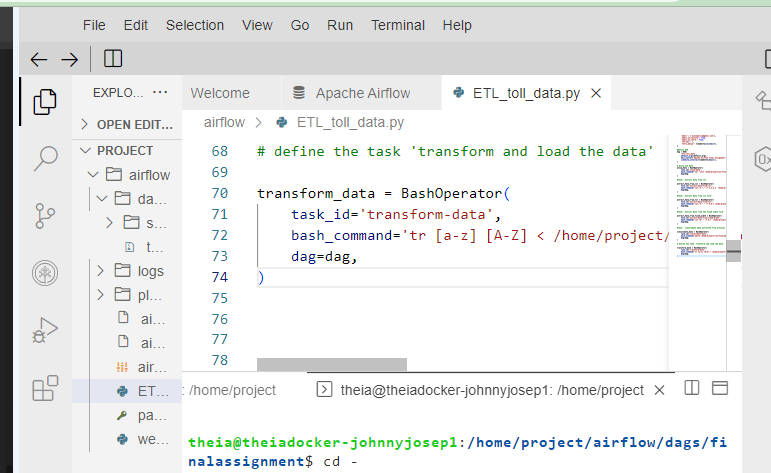 File Edit Selection View Go Run Terminal Help
EXPLO... ···
Welcome
Apache Airflow
ETL_toll_data.py
OPEN EDIT...
PROJECT
airflow
da...
s...
t...
logs
pl...
ai...
ai...
air...
ET...
pa...
we...
airflow > ETL_toll_data.py
68 # define the task 'transform and load the data'
69
70 transform_data = BashOperator(
71 task_id='transform-data',
72 bash_command='tr [a-z] [A-Z] < /home/project/
73 dag=dag,
74 )
75
76
77
78
: /home/project
theia@theiadocker-johnnyjosep1: /home/project
theia@theiadocker-johnnyjosep1:/home/project/airflow/dags/fi
nalassignment$ cd -